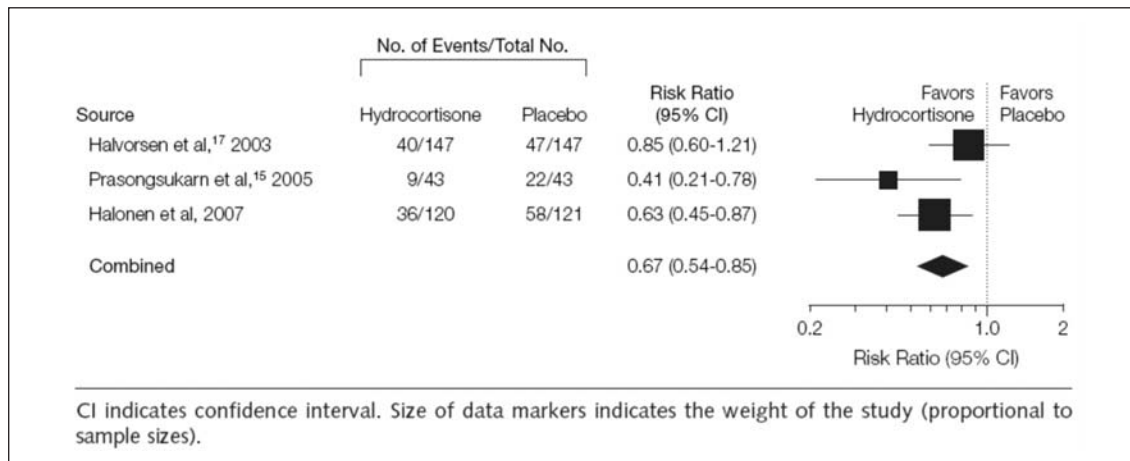 No. of Events/Total No.
Risk Ratio
(95% CI)
Favors Favors
Source Hydrocortisone Placebo Hydrocortisone Placebo
Halvorsen et al,¹⁷ 2003 40/147 47/147 0.85 (0.60-1.21)
Prasongsukarn et al,¹⁵ 2005 9/43 22/43 0.41 (0.21-0.78)
Halonen et al, 2007 36/120 58/121 0.63 (0.45-0.87)
Combined 0.67 (0.54-0.85)
0.2 1.0 2
Risk Ratio (95% CI)
CI indicates confidence interval. Size of data markers indicates the weight of the study (proportional to
sample sizes).